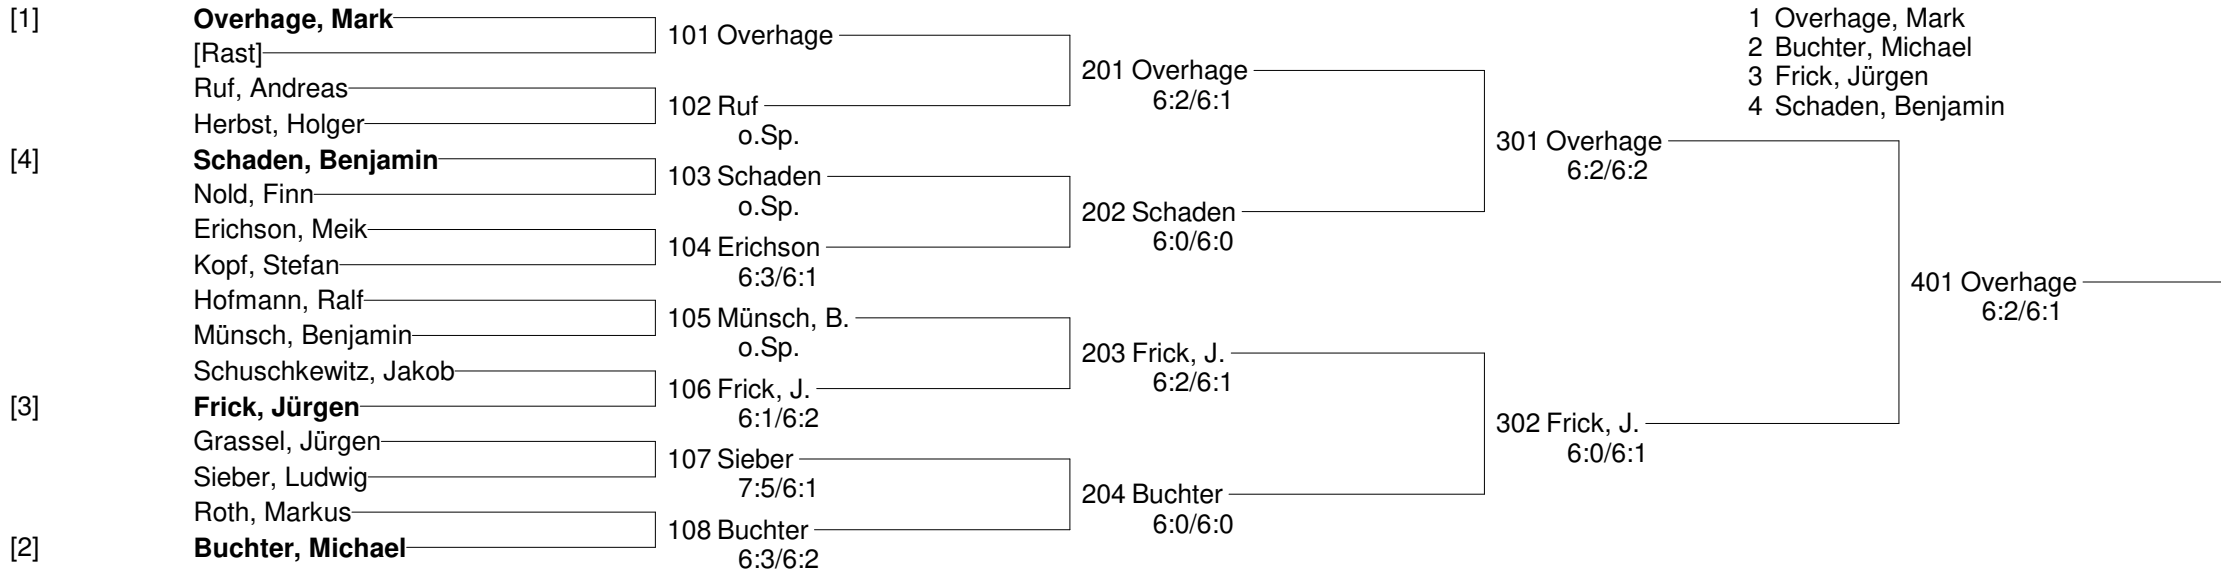 [1] Overhage, Mark
[Rast]
Ruf, Andreas
Herbst, Holger
[4] Schaden, Benjamin
Nold, Finn
Erichson, Meik
Kopf, Stefan
Hofmann, Ralf
Münsch, Benjamin
Schuschkewitz, Jakob
[3] Frick, Jürgen
Grassel, Jürgen
Sieber, Ludwig
Roth, Markus
[2] Buchter, Michael
101 Overhage
102 Ruf
o.Sp.
103 Schaden
o.Sp.
104 Erichson
6:3/6:1
105 Münsch, B.
o.Sp.
106 Frick, J.
6:1/6:2
107 Sieber
7:5/6:1
108 Buchter
6:3/6:2
201 Overhage
6:2/6:1
202 Schaden
6:0/6:0
203 Frick, J.
6:2/6:1
204 Buchter
6:0/6:0
301 Overhage
6:2/6:2
302 Frick, J.
6:0/6:1
401 Overhage
6:2/6:1
1 Overhage, Mark
2 Buchter, Michael
3 Frick, Jürgen
4 Schaden, Benjamin